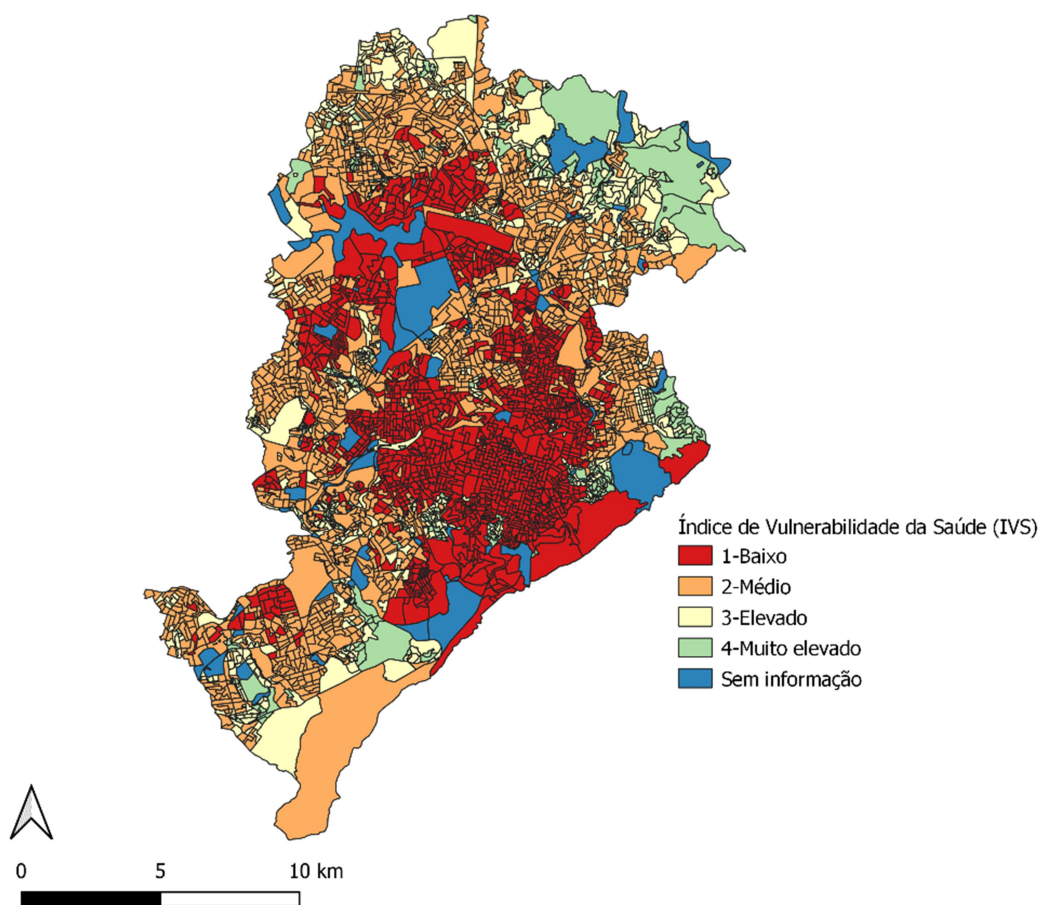 Índice de Vulnerabilidade da Saúde (IVS)
1-Baixo
2-Médio
3-Elevado
4-Muito elevado
Sem informação
0 5 10 km